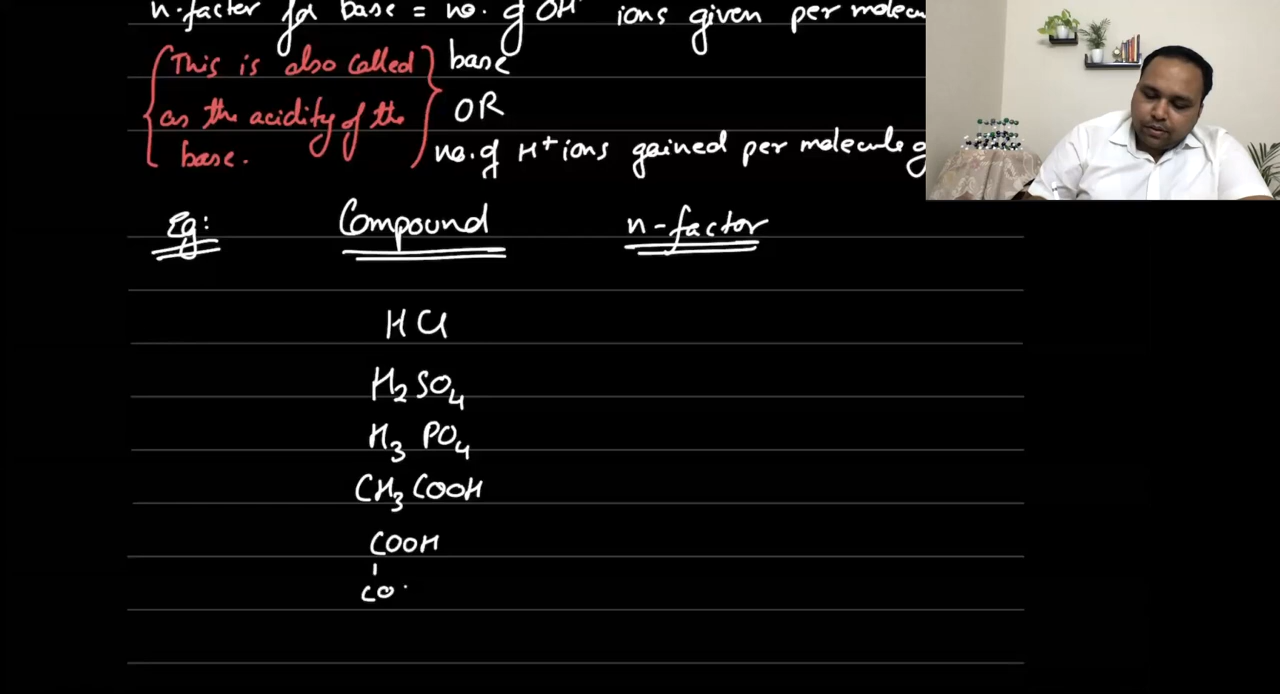 n-factor for base = no. of OH⁻ ions given per molecu
{This is also called} base
as the acidity of the OR
base. no. of H⁺ ions gained per molecule o
Eg: Compound n-factor
HCl
H₂SO₄
H₃PO₄
CH₃COOH
COOH
|
CO